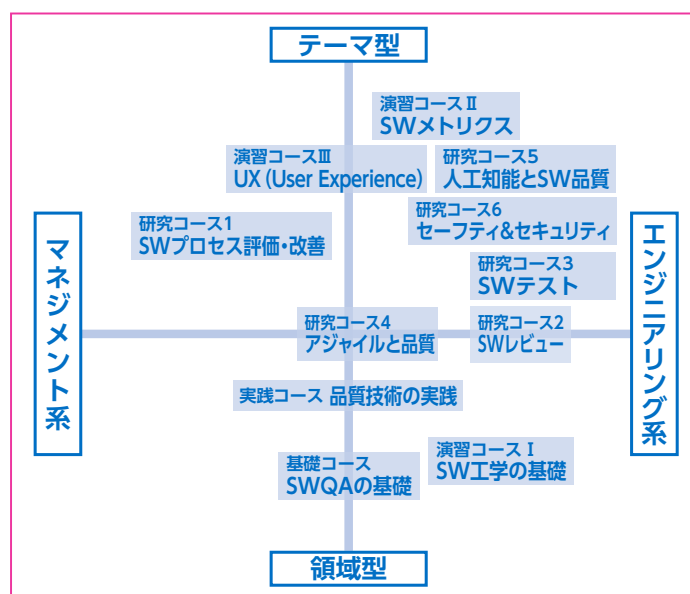 テーマ型
演習コースⅡ
SWメトリクス
演習コースⅢ
UX（User Experience）
研究コース5
人工知能とSW品質
研究コース1
SWプロセス評価・改善
研究コース6
セーフティ&セキュリティ
研究コース3
SWテスト
マネジメント系
エンジニアリング系
研究コース4
アジャイルと品質
研究コース2
SWレビュー
実践コース 品質技術の実践
基礎コース
SWQAの基礎
演習コースⅠ
SW工学の基礎
領域型